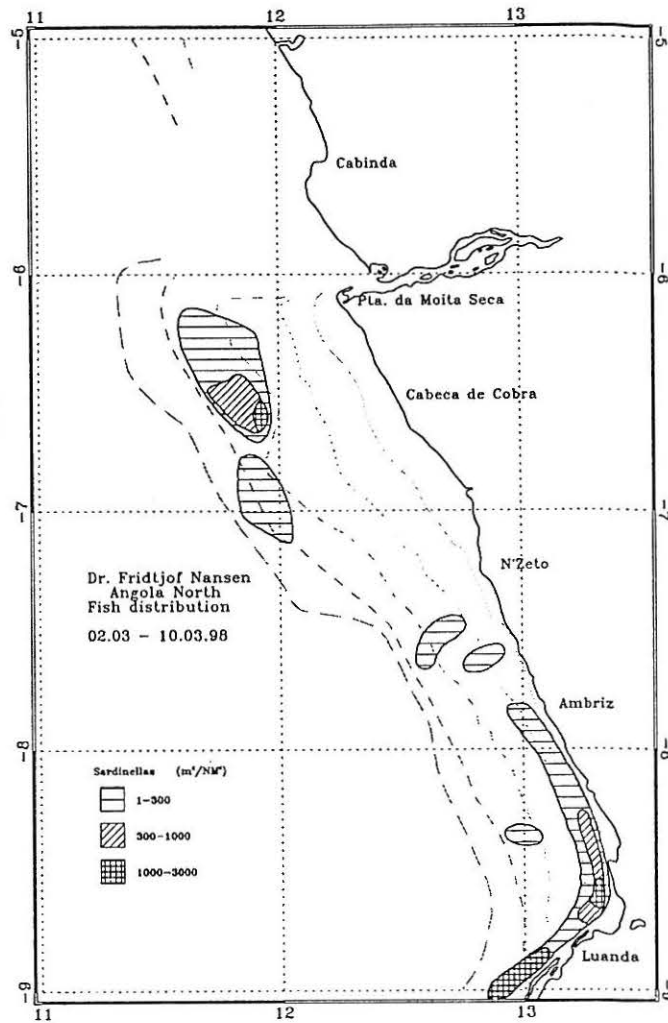 11
12
13
-5
-5
Cabinda
-6
-6
Pta. da Moita Seca
Cabeca de Cobra
-7
-7
N'Zeto
Dr. Fridtjof Nansen
Angola North
Fish distribution
02.03 - 10.03.98
Ambriz
-8
-8
Sardinellas (m²/NM²)
1-300
300-1000
1000-3000
Luanda
-9
-9
11
12
13